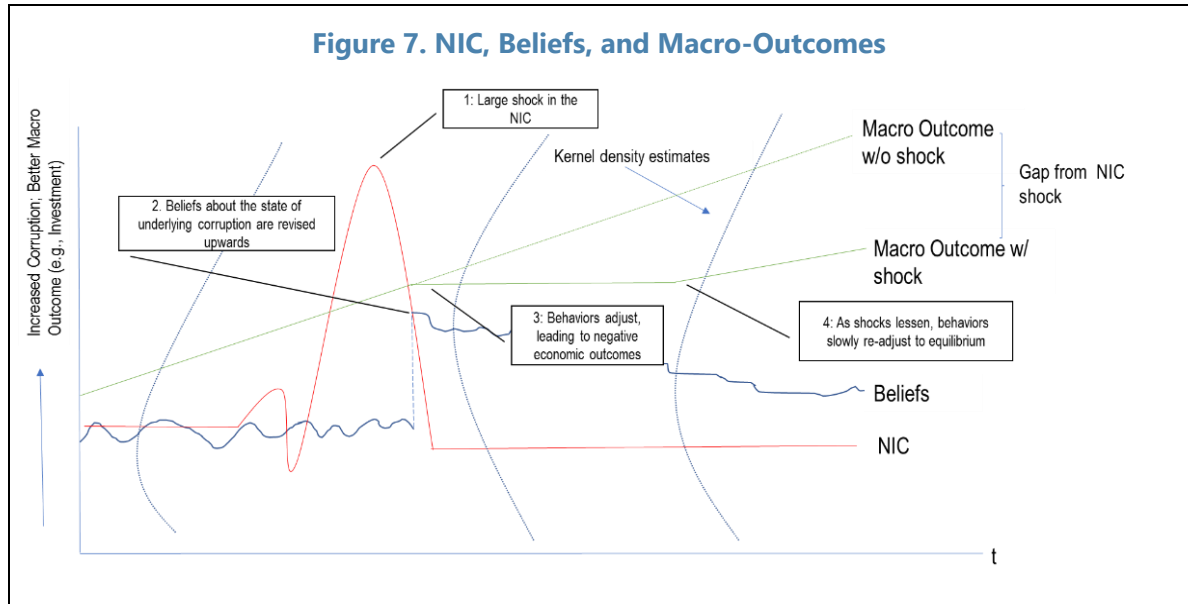 Figure 7. NIC, Beliefs, and Macro-Outcomes
Increased Corruption; Better Macro
Outcome (e.g., Investment)
1: Large shock in the
NIC
2. Beliefs about the state of
underlying corruption are revised
upwards
Kernel density estimates
Macro Outcome
w/o shock
Gap from NIC
shock
Macro Outcome w/
shock
3: Behaviors adjust,
leading to negative
economic outcomes
4: As shocks lessen, behaviors
slowly re-adjust to equilibrium
Beliefs
NIC
t